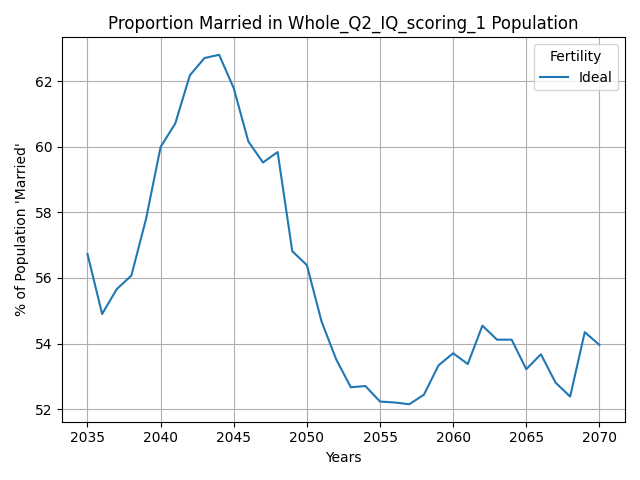 Proportion Married in Whole_Q2_IQ_scoring_1 Population
Fertility
Ideal
% of Population 'Married'
62
60
58
56
54
52
2035 2040 2045 2050 2055 2060 2065 2070
Years